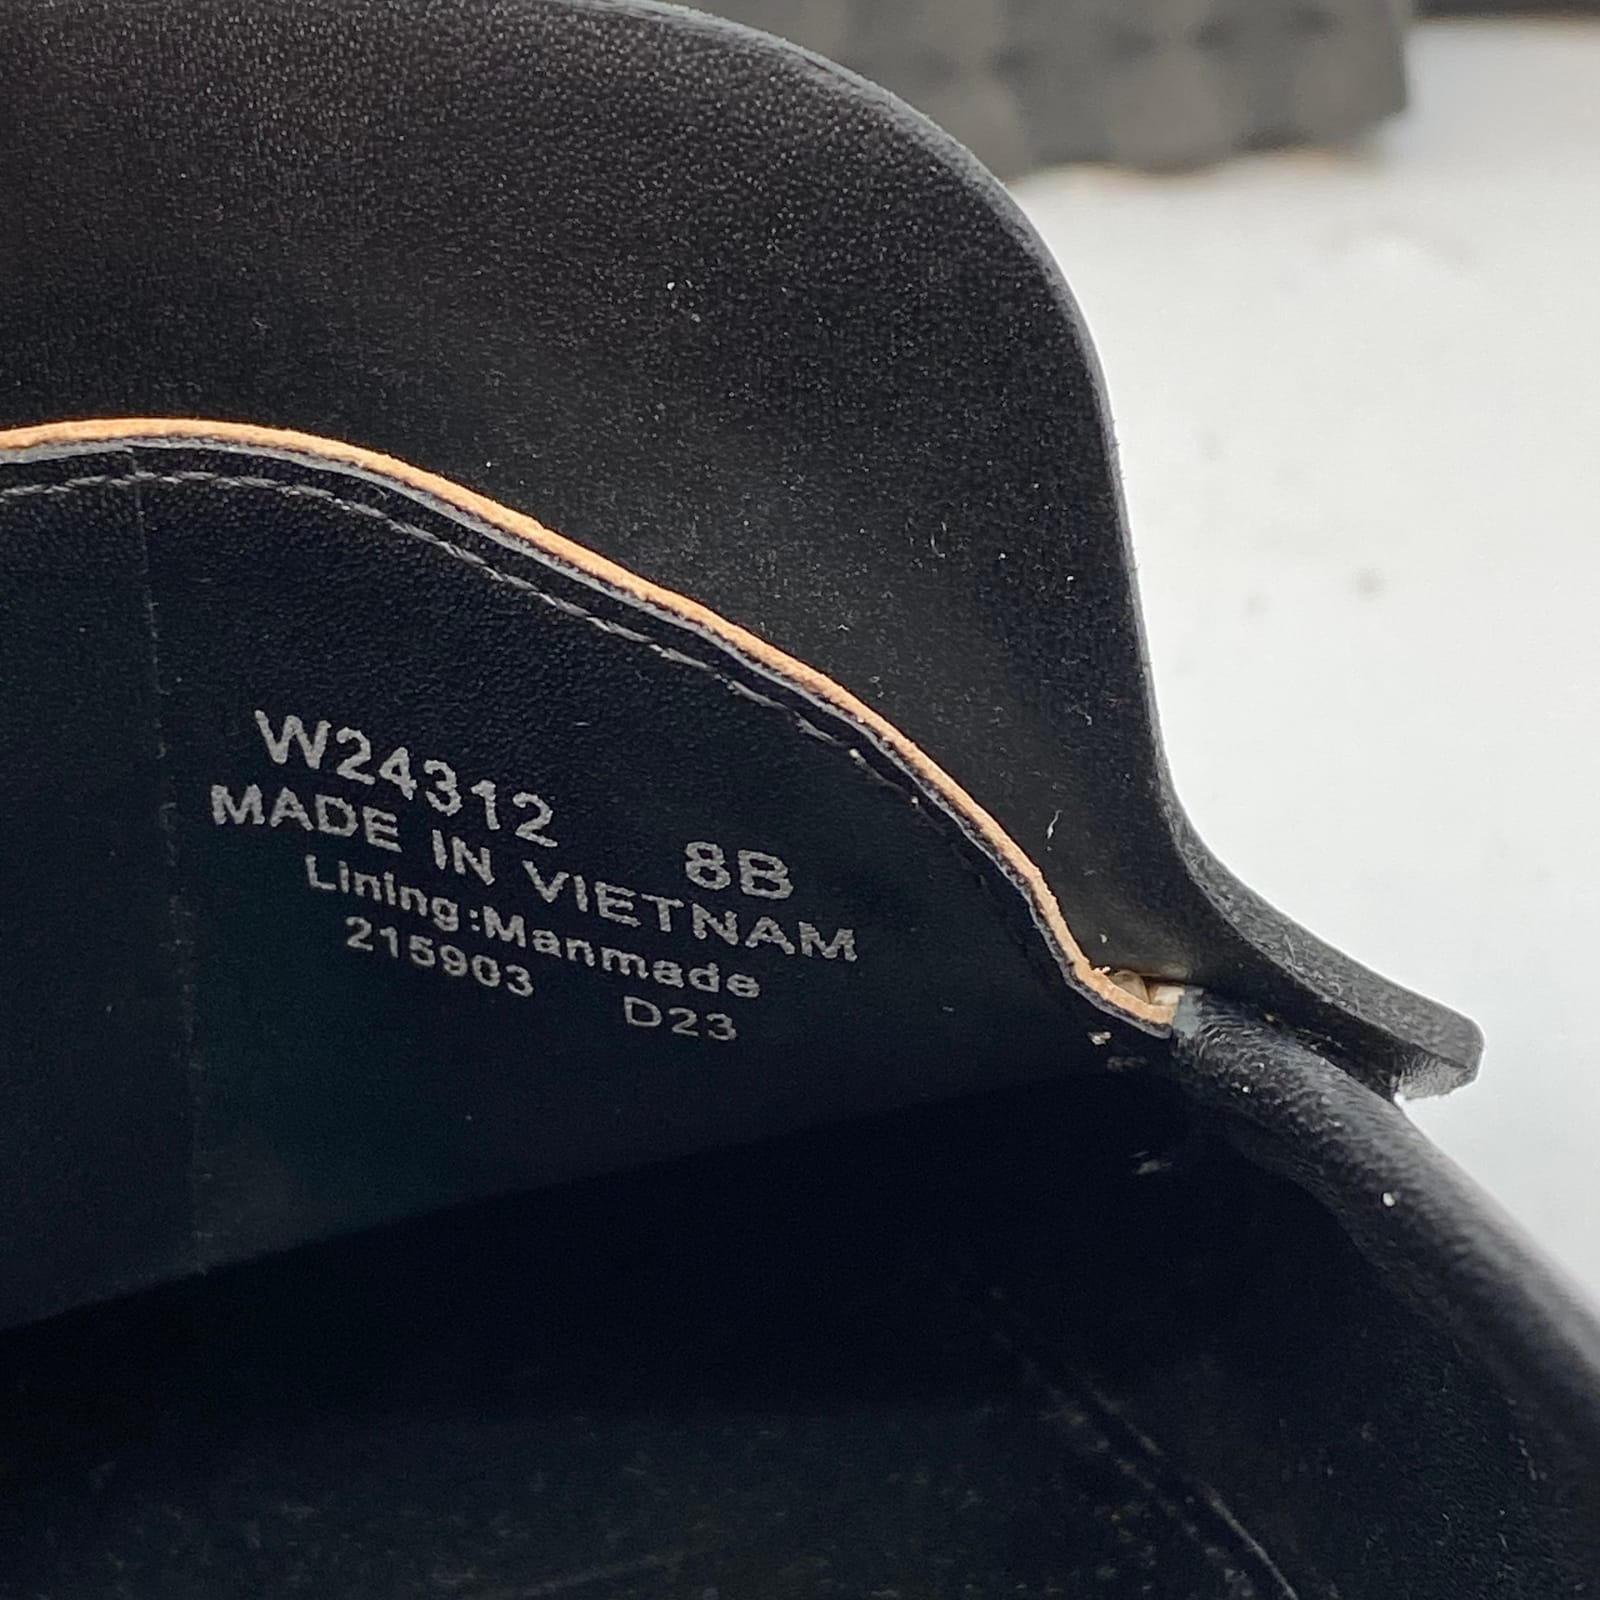 W24312 8B
MADE IN VIETNAM
Lining:Manmade
215903 D23